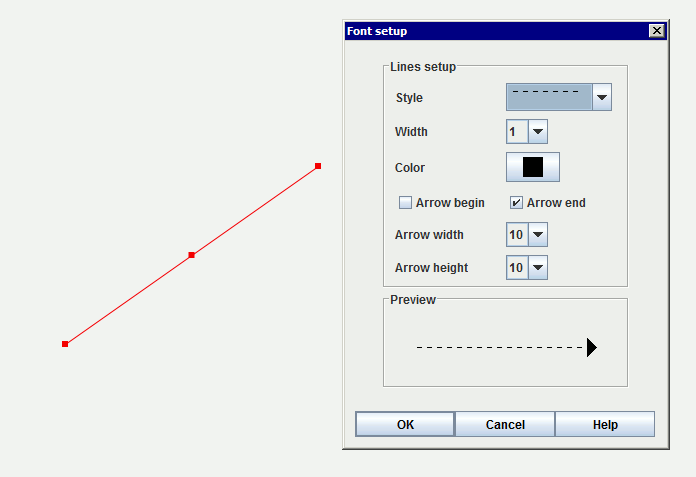 Font setup
Lines setup
Style
Width 1
Color
Arrow begin Arrow end
Arrow width 10
Arrow height 10
Preview
OK Cancel Help